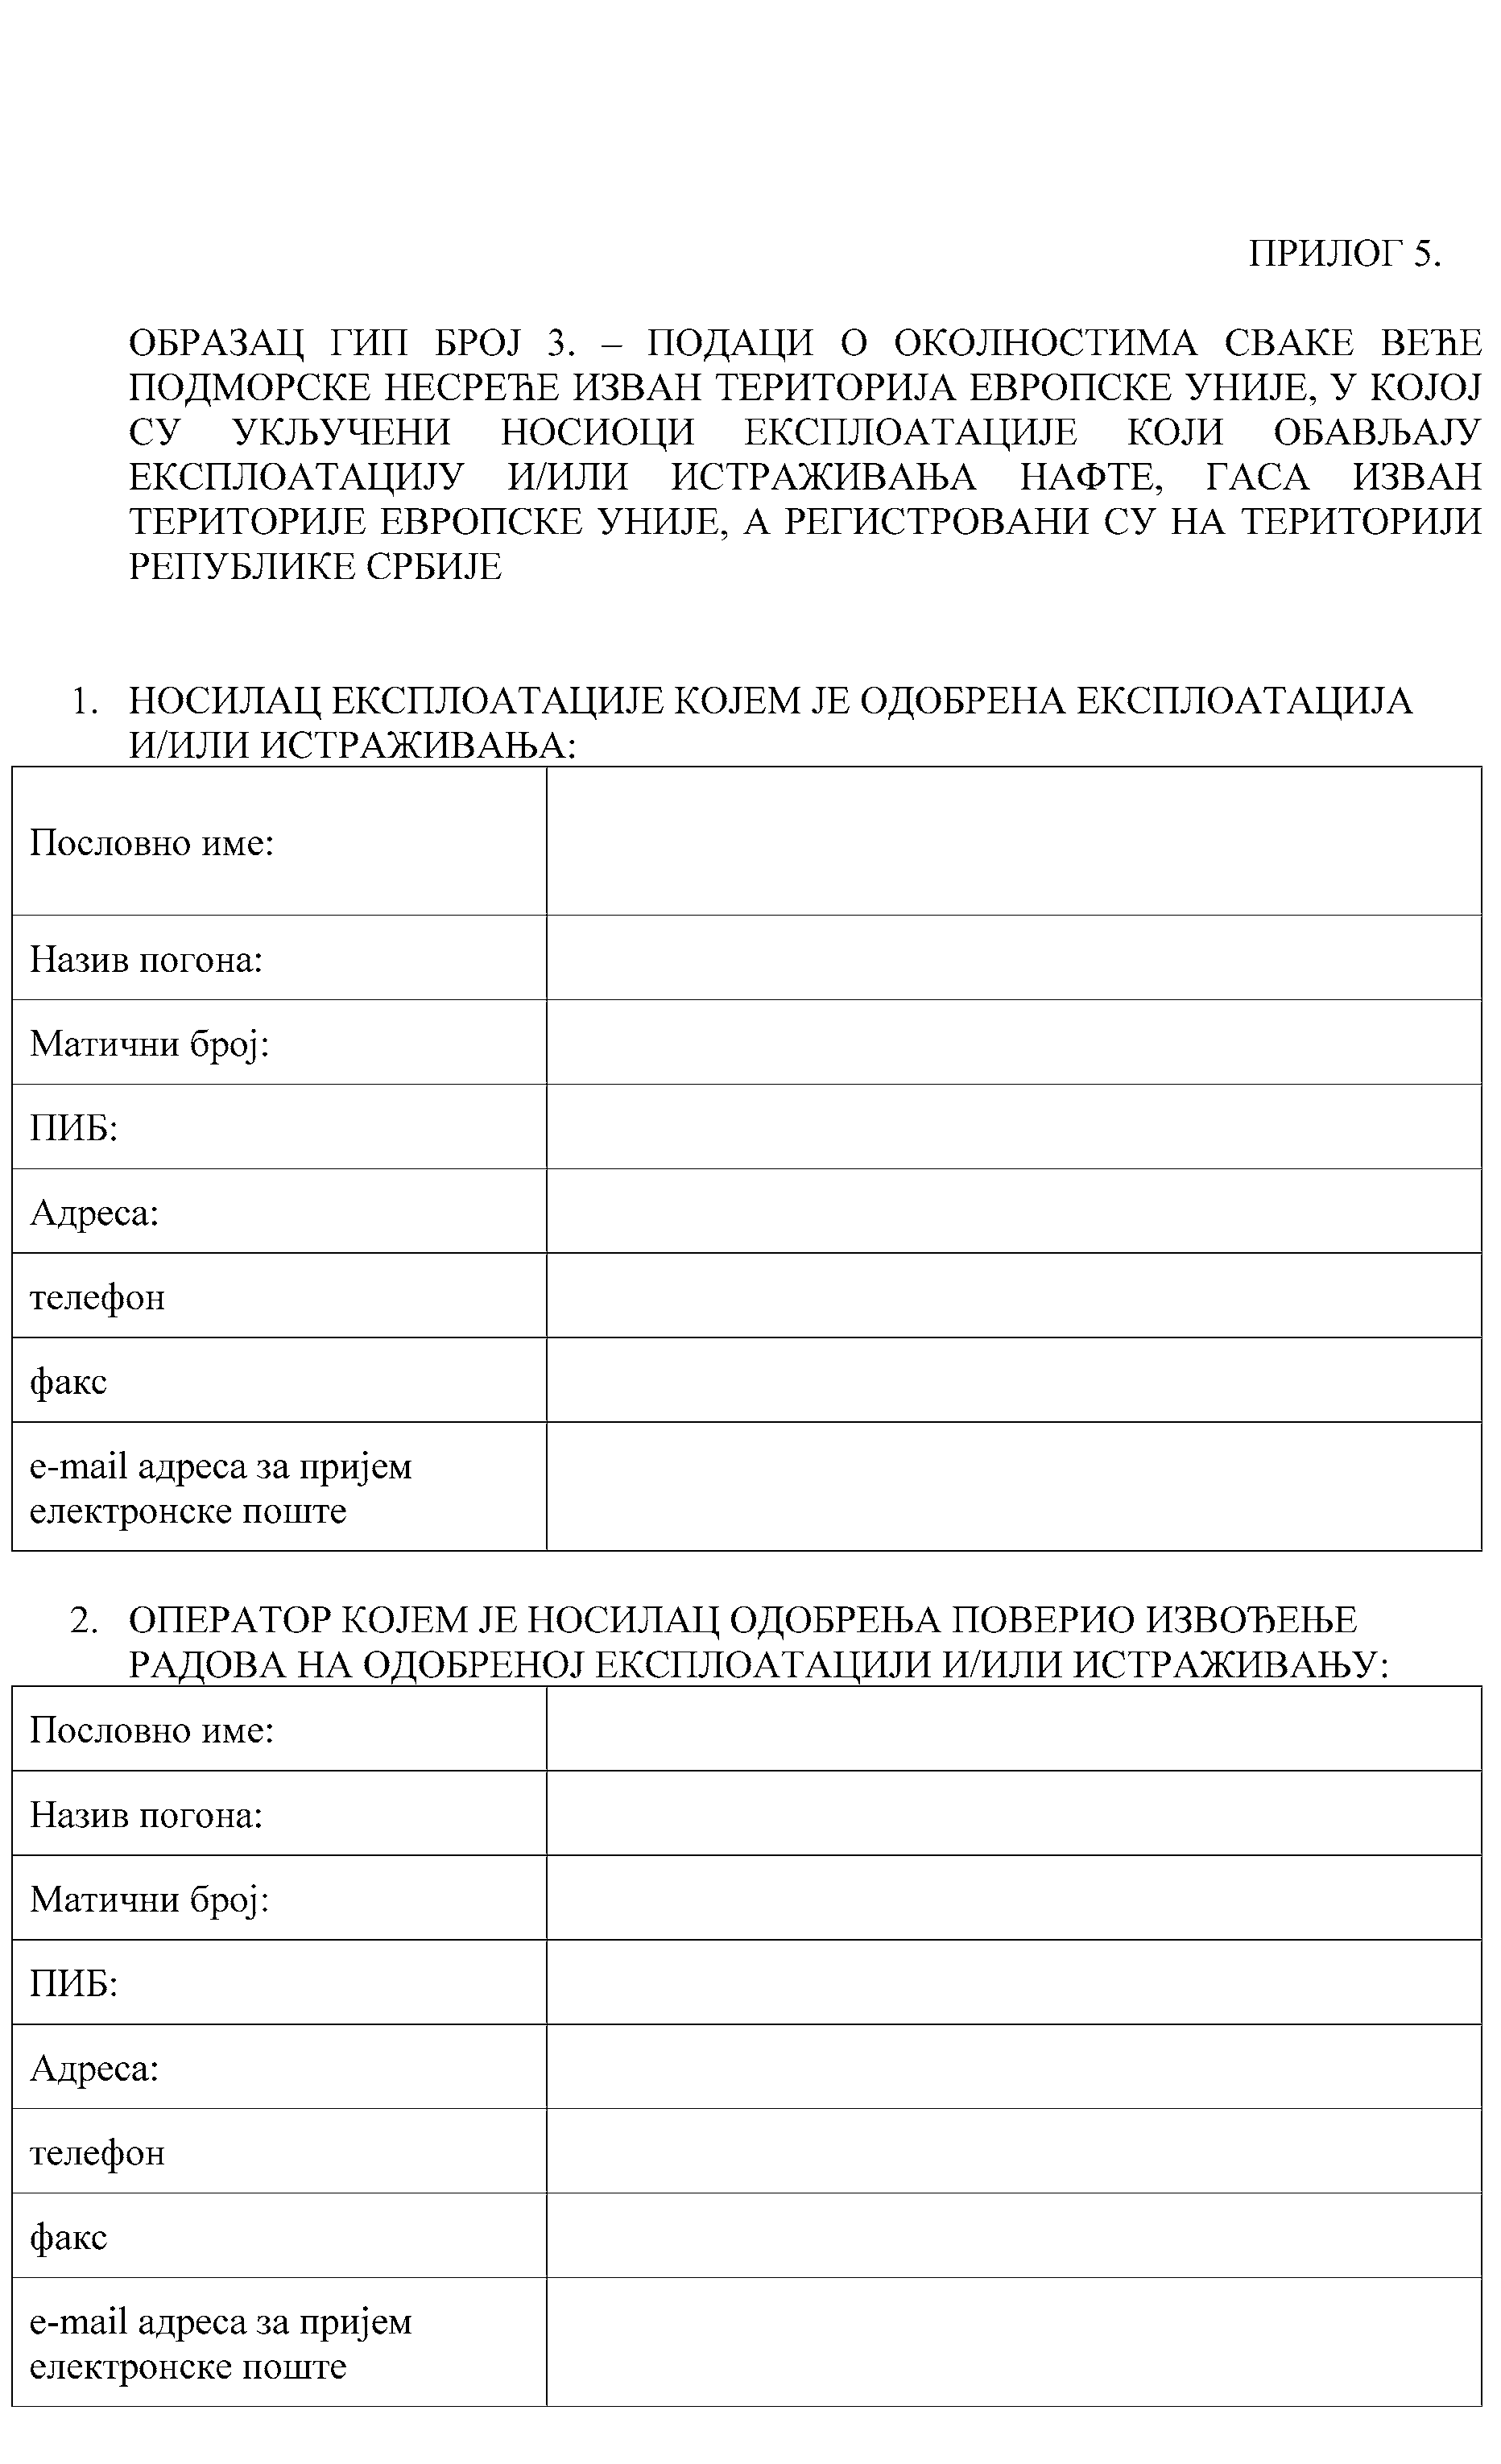 ПРИЛОГ 5.
ОБРАЗАЦ ГИП БРОЈ 3. – ПОДАЦИ О ОКОЛНОСТИМА СВАКЕ ВЕЋЕ
ПОДМОРСКЕ НЕСРЕЋЕ ИЗВАН ТЕРИТОРИЈА ЕВРОПСКЕ УНИЈЕ, У КОЈОЈ
СУ УКЉУЧЕНИ НОСИОЦИ ЕКСПЛОАТАЦИЈЕ КОЈИ ОБАВЉАЈУ
ЕКСПЛОАТАЦИЈУ И/ИЛИ ИСТРАЖИВАЊА НАФТЕ, ГАСА ИЗВАН
ТЕРИТОРИЈЕ ЕВРОПСКЕ УНИЈЕ, А РЕГИСТРОВАНИ СУ НА ТЕРИТОРИЈИ
РЕПУБЛИКЕ СРБИЈЕ
1. НОСИЛАЦ ЕКСПЛОАТАЦИЈЕ КОЈЕМ ЈЕ ОДОБРЕНА ЕКСПЛОАТАЦИЈА
И/ИЛИ ИСТРАЖИВАЊА:
Пословно име:
Назив погона:
Матични број:
ПИБ:
Адреса:
телефон
факс
e-mail адреса за пријем
електронске поште
2. ОПЕРАТОР КОЈЕМ ЈЕ НОСИЛАЦ ОДОБРЕЊА ПОВЕРИО ИЗВОЂЕЊЕ
РАДОВА НА ОДОБРЕНОЈ ЕКСПЛОАТАЦИЈИ И/ИЛИ ИСТРАЖИВАЊУ:
Пословно име:
Назив погона:
Матични број:
ПИБ:
Адреса:
телефон
факс
e-mail адреса за пријем
електронске поште